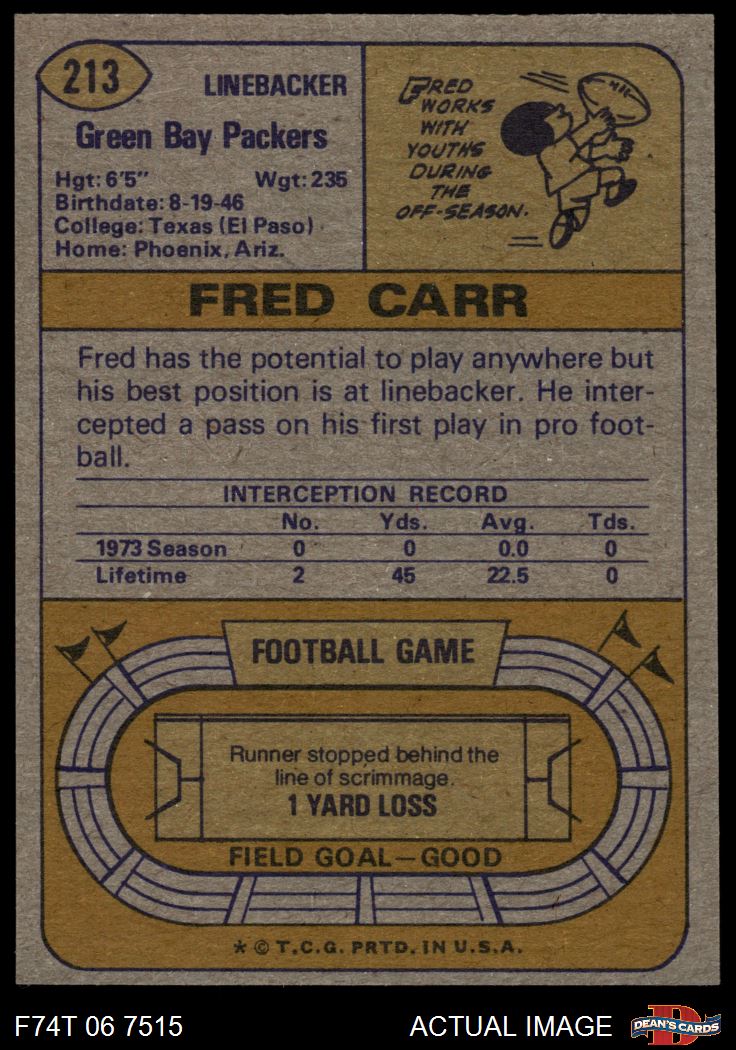 213
LINEBACKER
Green Bay Packers
Hgt: 6'5" Wgt: 235
Birthdate: 8-19-46
College: Texas (El Paso)
Home: Phoenix, Ariz.
FRED
WORKS
WITH
YOUTHS
DURING
THE
OFF-SEASON.
FRED CARR
Fred has the potential to play anywhere but
his best position is at linebacker. He inter-
cepted a pass on his first play in pro foot-
ball.
INTERCEPTION RECORD
No. Yds. Avg. Tds.
1973 Season 0 0 0.0 0
Lifetime 2 45 22.5 0
FOOTBALL GAME
Runner stopped behind the
line of scrimmage.
1 YARD LOSS
FIELD GOAL—GOOD
* © T.C.G. PRTD. IN U.S.A.
F74T 06 7515 ACTUAL IMAGE DEAN'S CARDS